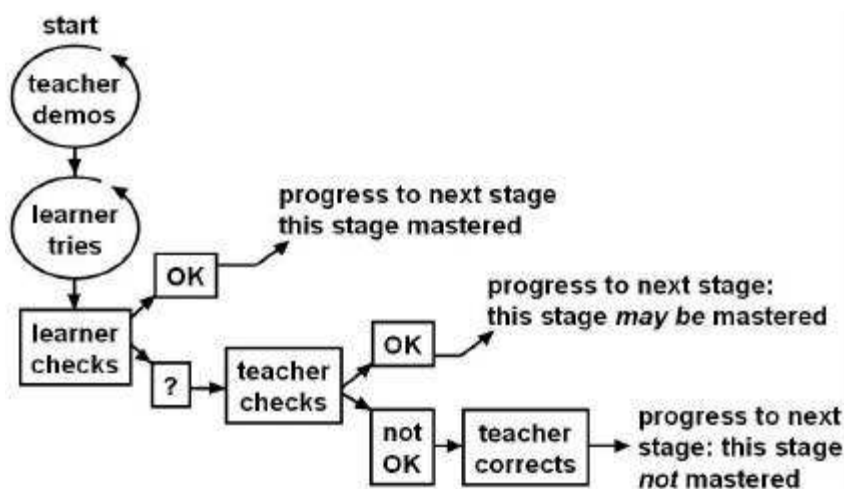 start
teacher
demos
learner
tries
progress to next stage
this stage mastered
OK
learner
checks
?
teacher
checks
OK
progress to next stage:
this stage may be mastered
not
OK
teacher
corrects
progress to next
stage: this stage
not mastered